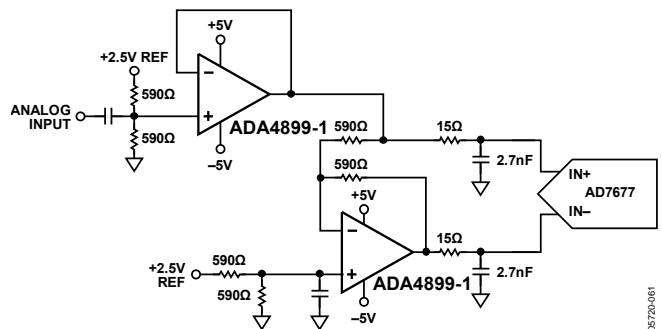 +5V
+2.5V REF
590Ω
ANALOG
INPUT
590Ω
–
+
ADA4899-1
–5V
590Ω
15Ω
590Ω
2.7nF
IN+
AD7677
IN–
+5V
–
+
15Ω
+2.5V
REF
590Ω
590Ω
ADA4899-1
2.7nF
–5V
05720-061